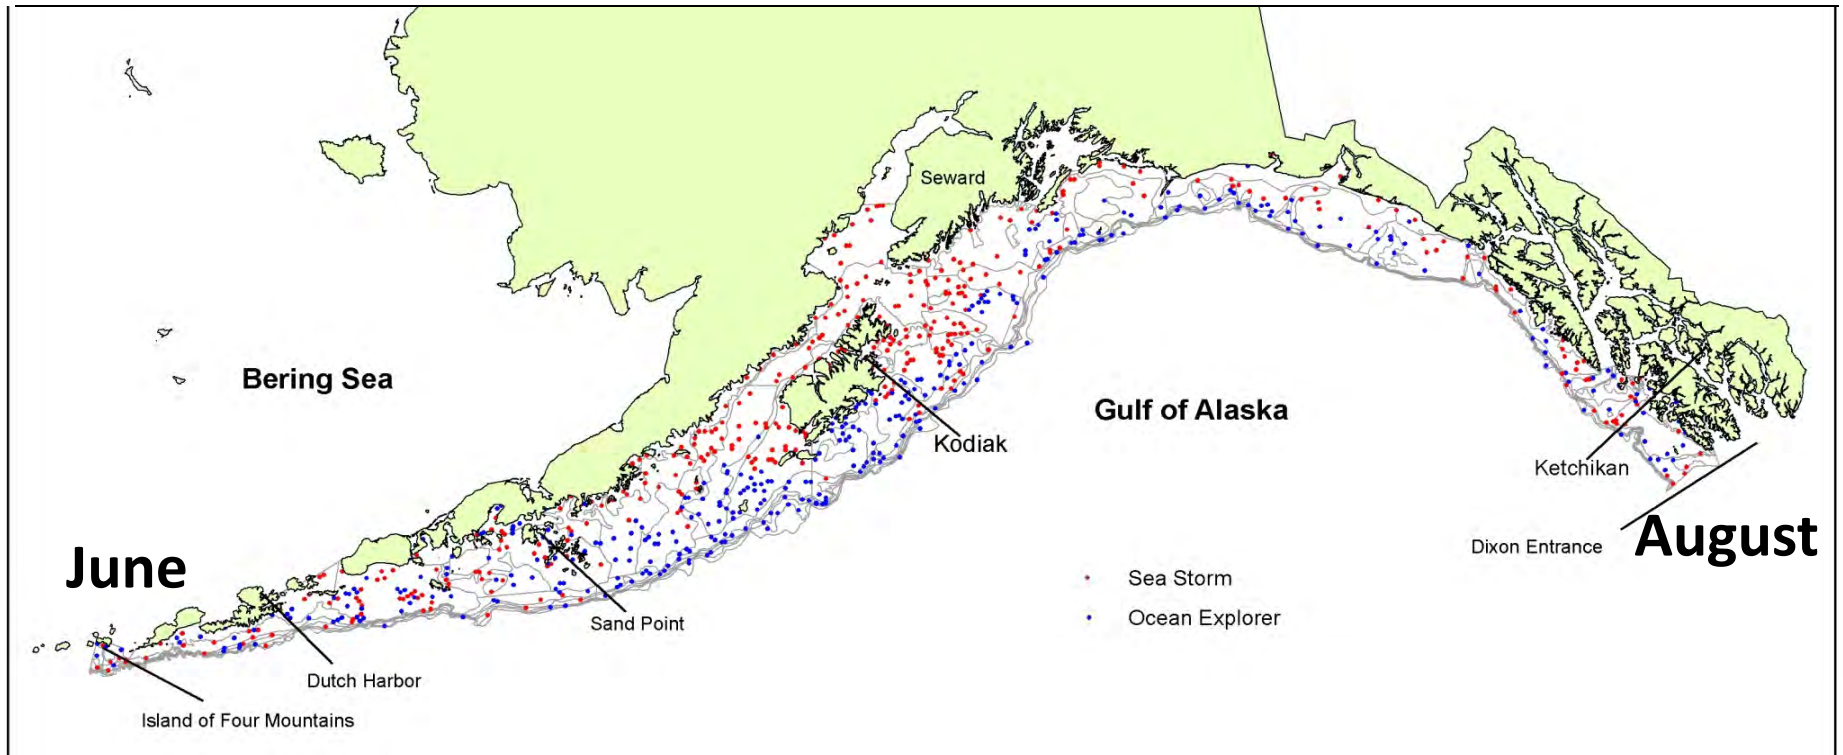 Seward
Bering Sea
Gulf of Alaska
Kodiak
Ketchikan
August
Dixon Entrance
June
Sea Storm
Ocean Explorer
Sand Point
Dutch Harbor
Island of Four Mountains